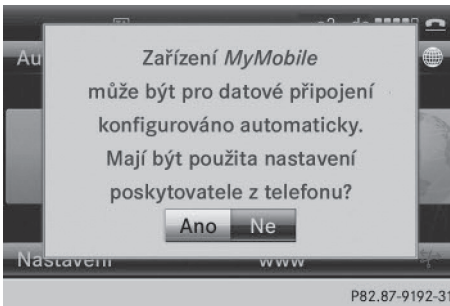 Au
Zařízení MyMobile
může být pro datové připojení
konfigurováno automaticky.
Mají být použita nastavení
poskytovatele z telefonu?
Ano Ne
Nastavení www
P82.87-9192-31